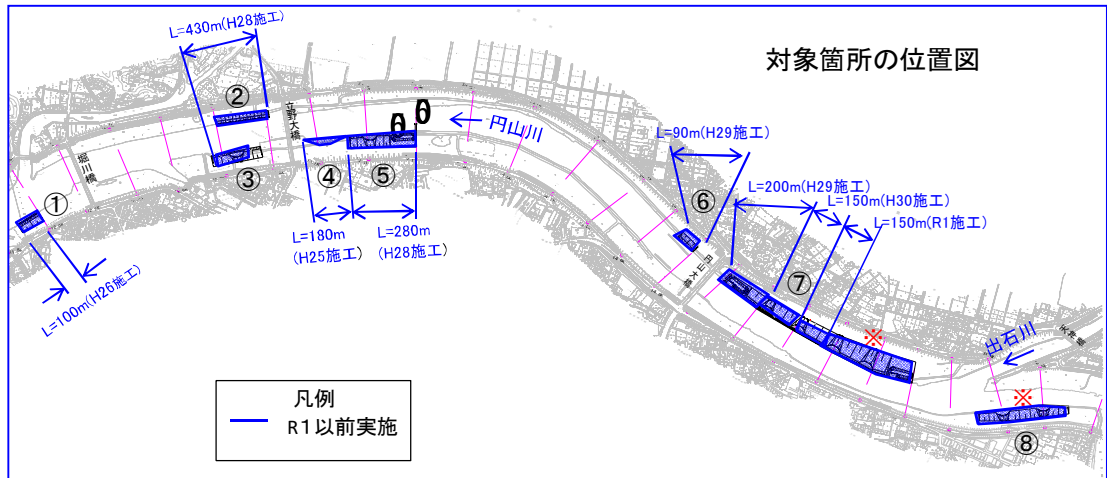 対象箇所の位置図
L=430m(H28施工)
②
立野大橋
円山川
堀川橋
①
③
④
⑤
L=100m(H26施工)
L=180m
(H25施工)
L=280m
(H28施工)
L=90m(H29施工)
⑥
L=200m(H29施工)
L=150m(H30施工)
L=150m(R1施工)
円山大橋
⑦
※
出石川
※
⑧
凡例
R1以前実施